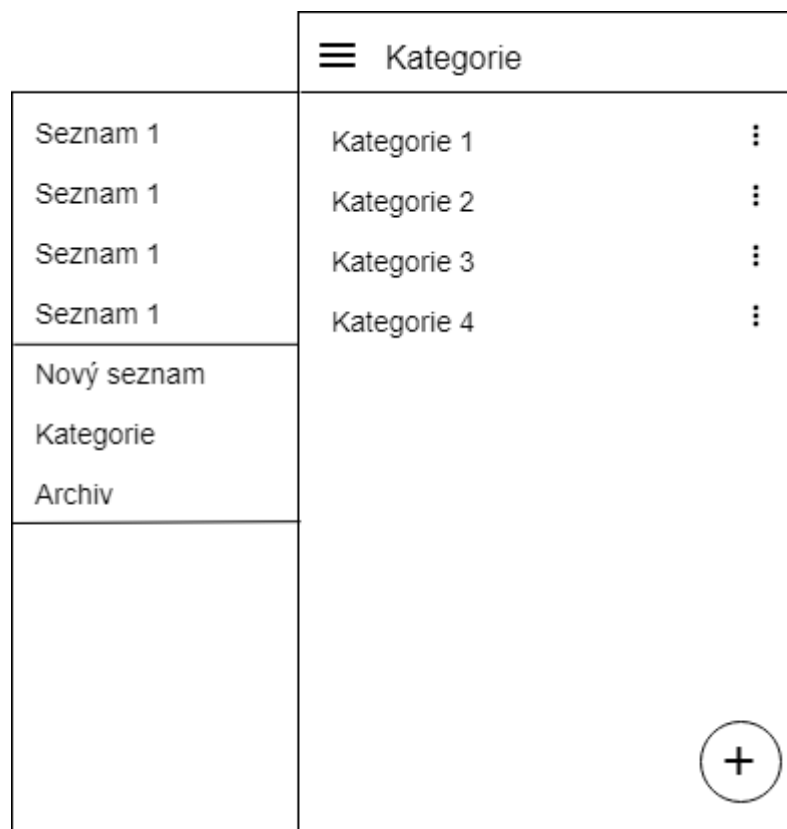 Kategorie
Seznam 1
Seznam 1
Seznam 1
Seznam 1
Nový seznam
Kategorie
Archiv
Kategorie 1
Kategorie 2
Kategorie 3
Kategorie 4
+